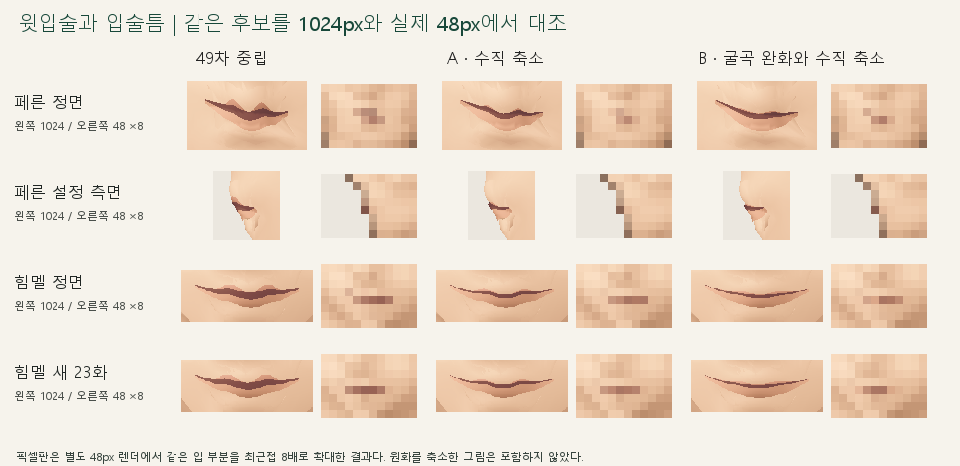 윗입술과 입술틈 | 같은 후보를 1024px와 실제 48px에서 대조
49차 중립
A · 수직 축소
B · 굴곡 완화와 수직 축소
페른 정면
왼쪽 1024 / 오른쪽 48 ×8
페른 설정 측면
왼쪽 1024 / 오른쪽 48 ×8
힘멜 정면
왼쪽 1024 / 오른쪽 48 ×8
힘멜 새 23화
왼쪽 1024 / 오른쪽 48 ×8
픽셀판은 별도 48px 렌더에서 같은 입 부분을 최근접 8배로 확대한 결과다. 원화를 축소한 그림은 포함하지 않았다.